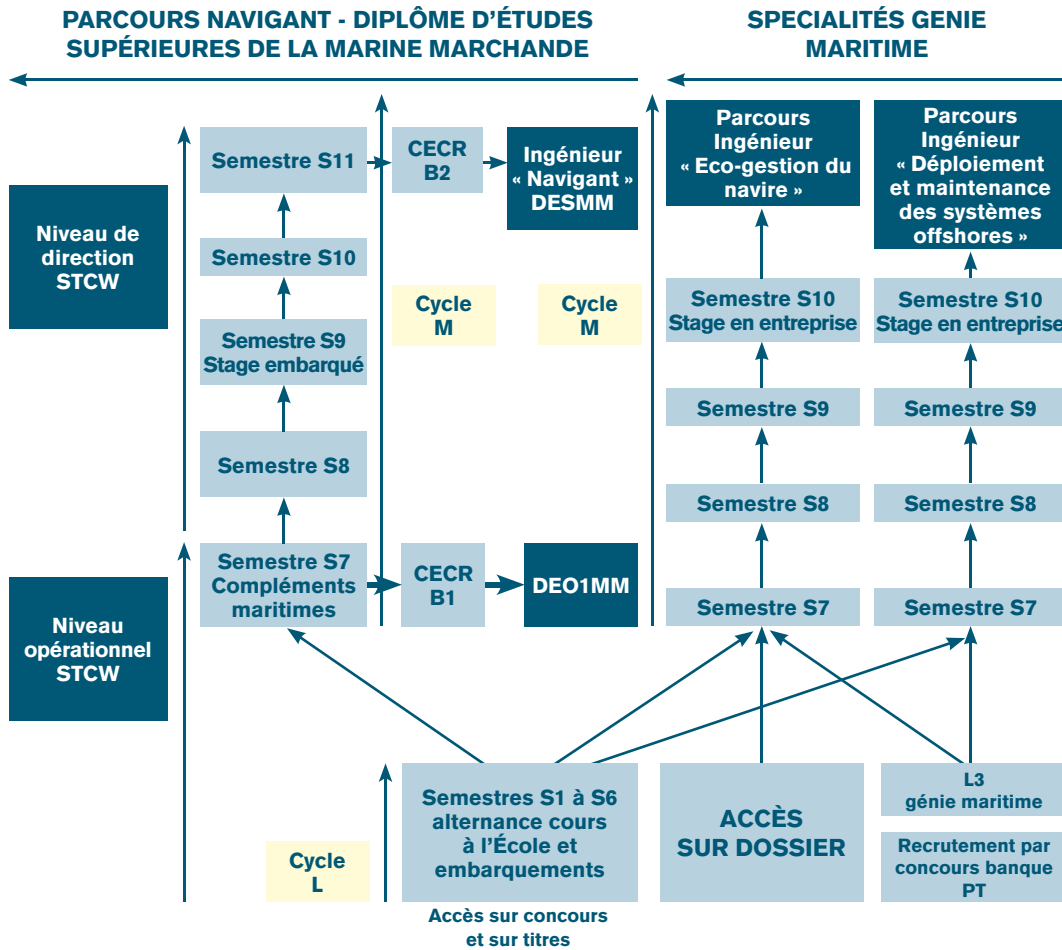 PARCOURS NAVIGANT - DIPLÔME D’ÉTUDES
SUPÉRIEURES DE LA MARINE MARCHANDE
SPECIALITÉS GENIE
MARITIME
Niveau de
direction
STCW
Semestre S11
CECR
B2
Ingénieur
« Navigant »
DESMM
Semestre S10
Semestre S9
Stage embarqué
Semestre S8
Cycle
M
Cycle
M
Niveau
opérationnel
STCW
Semestre S7
Compléments
maritimes
CECR
B1
DEO1MM
Parcours
Ingénieur
« Eco-gestion du
navire »
Semestre S10
Stage en entreprise
Semestre S9
Semestre S8
Semestre S7
Parcours
Ingénieur
« Déploiement
et maintenance
des systèmes
offshores »
Semestre S10
Stage en entreprise
Semestre S9
Semestre S8
Semestre S7
Cycle
L
Semestres S1 à S6
alternance cours
à l’École et
embarquements
Accès sur concours
et sur titres
ACCÈS
SUR DOSSIER
L3
génie maritime
Recrutement par
concours banque
PT